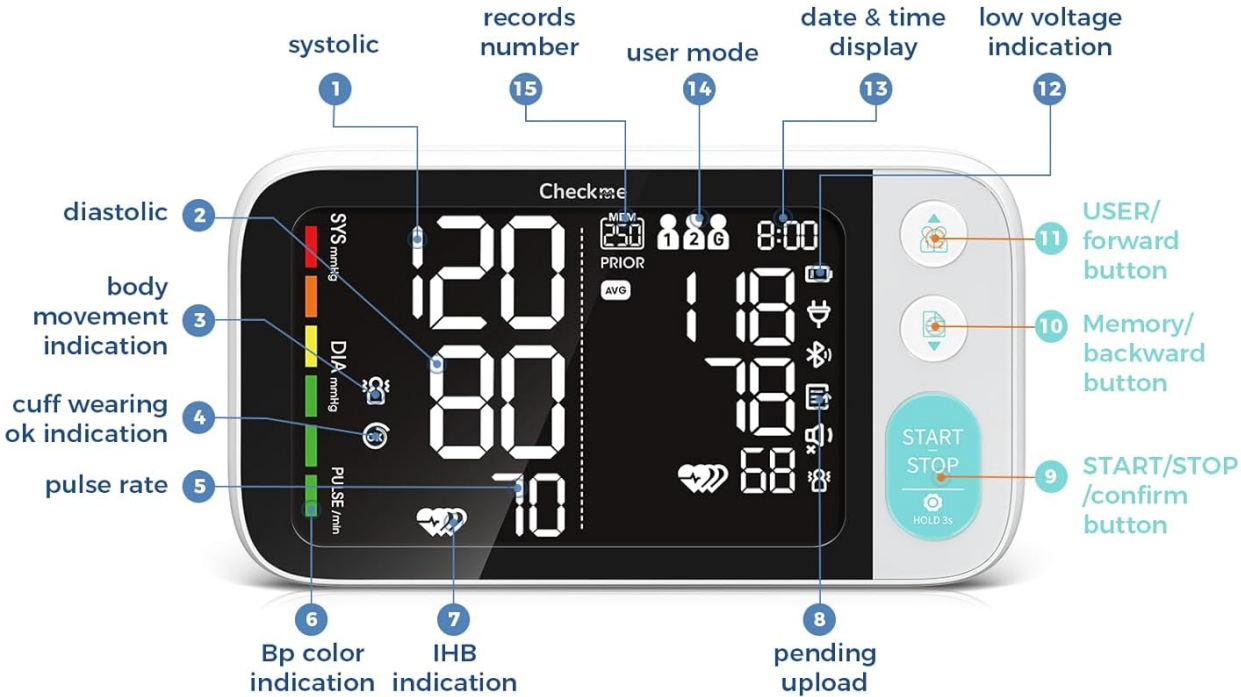 systolic
1
records
number
15
user mode
14
date & time
display
13
low voltage
indication
12
diastolic
2
body
movement
indication
3
cuff wearing
ok indication
4
pulse rate
5
Checkme
SYS mmHg
DIA mmHg
PULSE /min
120
80
70
OK
MEM
250
PRIOR
AVG
1 2 G
8:00
118
78
68
START
STOP
HOLD 3s
11
USER/
forward
button
10
Memory/
backward
button
9
START/STOP
/confirm
button
6
Bp color
indication
7
IHB
indication
8
pending
upload